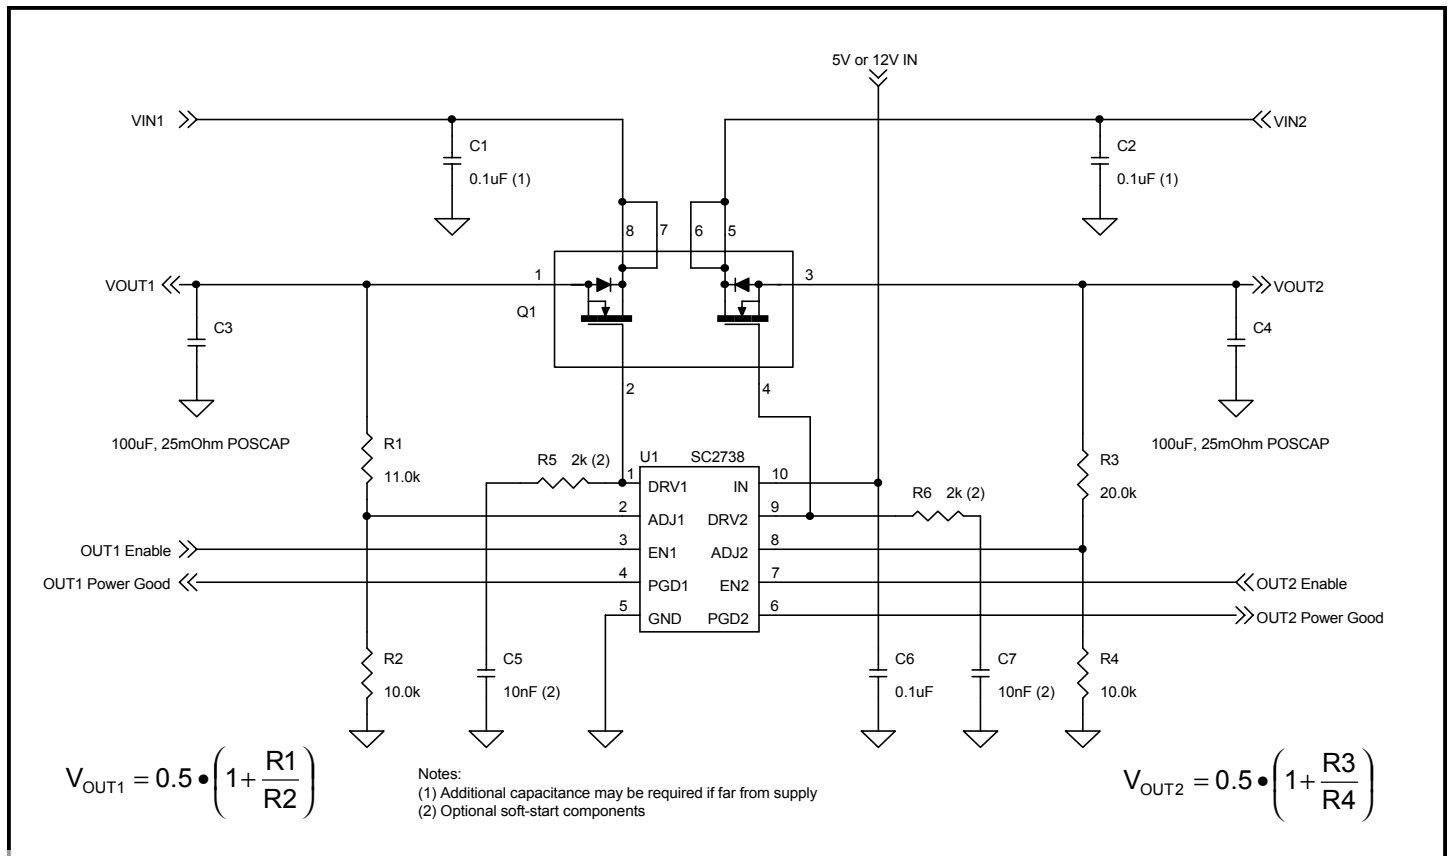 5V or 12V IN
VIN1
VIN2
C1
0.1uF (1)
C2
0.1uF (1)
8
7
6
5
VOUT1
1
3
VOUT2
Q1
C3
C4
2
4
100uF, 25mOhm POSCAP
100uF, 25mOhm POSCAP
R1
11.0k
R3
20.0k
R5 2k (2)
R6 2k (2)
U1 SC2738
1 DRV1 IN 10
2 ADJ1 DRV2 9
3 EN1 ADJ2 8
4 PGD1 EN2 7
5 GND PGD2 6
OUT1 Enable
OUT1 Power Good
OUT2 Enable
OUT2 Power Good
R2
10.0k
C5
10nF (2)
C6
0.1uF
C7
10nF (2)
R4
10.0k
V_OUT1 = 0.5 • (1 + R1/R2)
Notes:
(1) Additional capacitance may be required if far from supply
(2) Optional soft-start components
V_OUT2 = 0.5 • (1 + R3/R4)